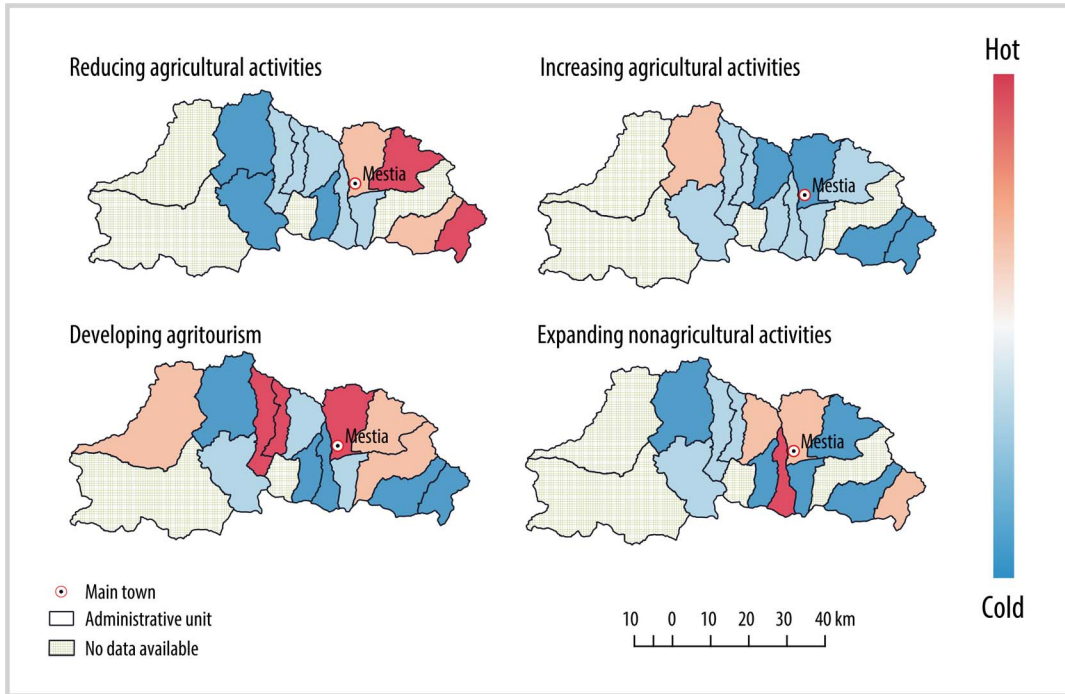 Reducing agricultural activities
Mestia
Increasing agricultural activities
Mestia
Developing agritourism
Mestia
Expanding nonagricultural activities
Mestia
Hot
Cold
Main town
Administrative unit
No data available
10 0 10 20 30 40 km